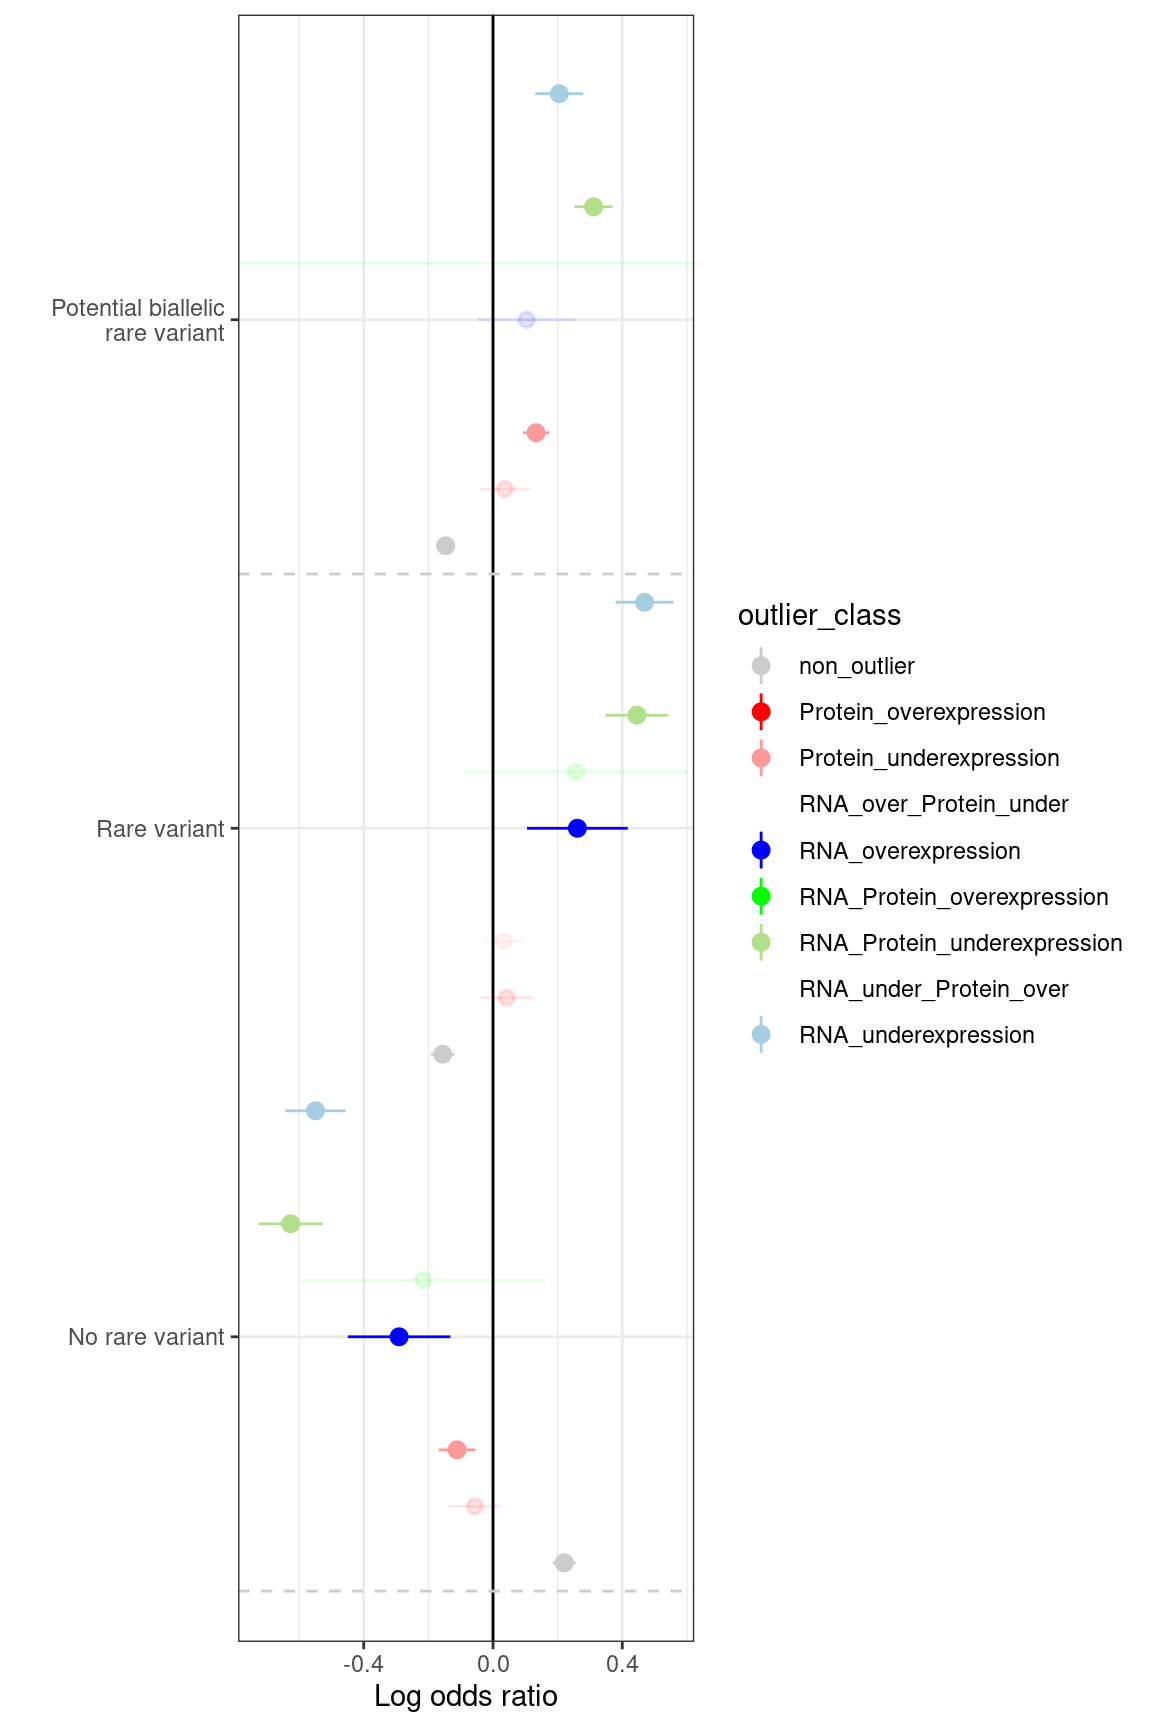 Potential biallelic
rare variant
Rare variant
No rare variant
-0.4
0.0
0.4
Log odds ratio
outlier_class
non_outlier
Protein_overexpression
Protein_underexpression
RNA_over_Protein_under
RNA_overexpression
RNA_Protein_overexpression
RNA_Protein_underexpression
RNA_under_Protein_over
RNA_underexpression